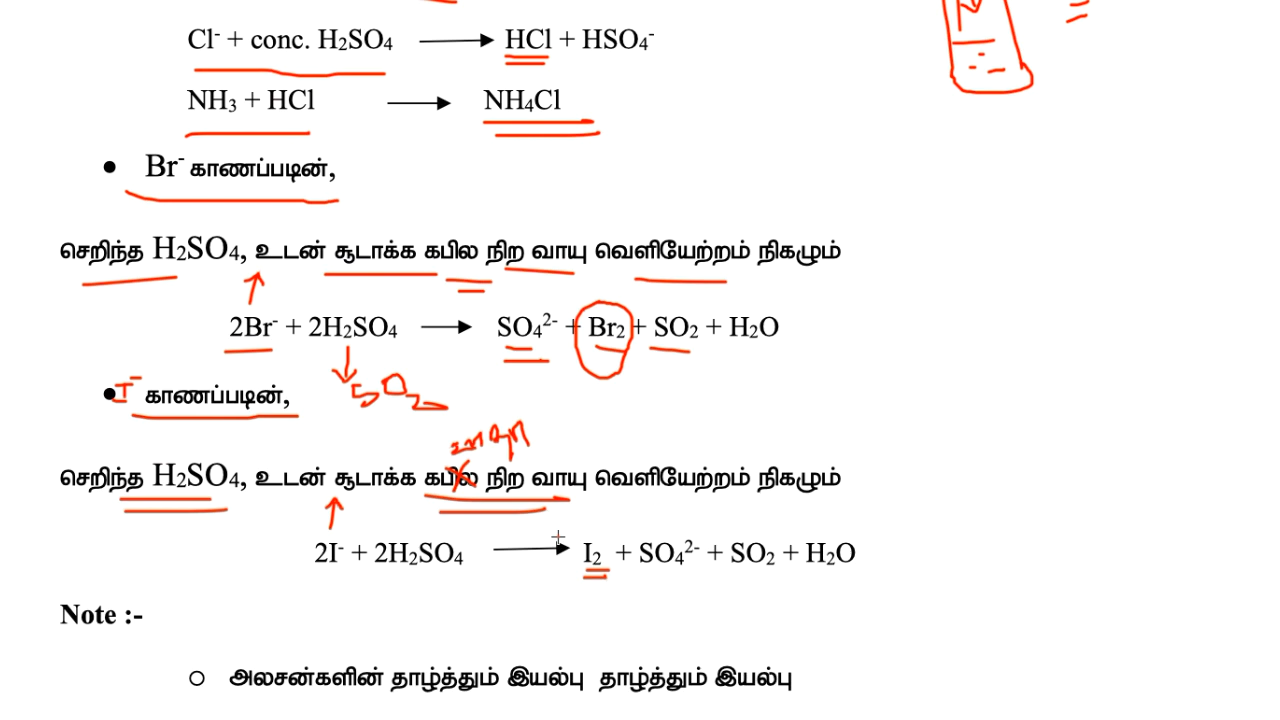 Cl⁻ + conc. H₂SO₄ ⟶ HCl + HSO₄⁻
NH₃ + HCl ⟶ NH₄Cl
• Br⁻ காணப்படின்,
செறிந்த H₂SO₄, உடன் சூடாக்க கபில நிற வாயு வெளியேற்றம் நிகழும்
2Br⁻ + 2H₂SO₄ ⟶ SO₄²⁻ + Br₂ + SO₂ + H₂O
SO₂
• I⁻ காணப்படின்,
ஊதா
செறிந்த H₂SO₄, உடன் சூடாக்க கபில நிற வாயு வெளியேற்றம் நிகழும்
2I⁻ + 2H₂SO₄ ⟶ I₂ + SO₄²⁻ + SO₂ + H₂O
Note :-
○ அலசன்களின் தாழ்த்தும் இயல்பு தாழ்த்தும் இயல்பு